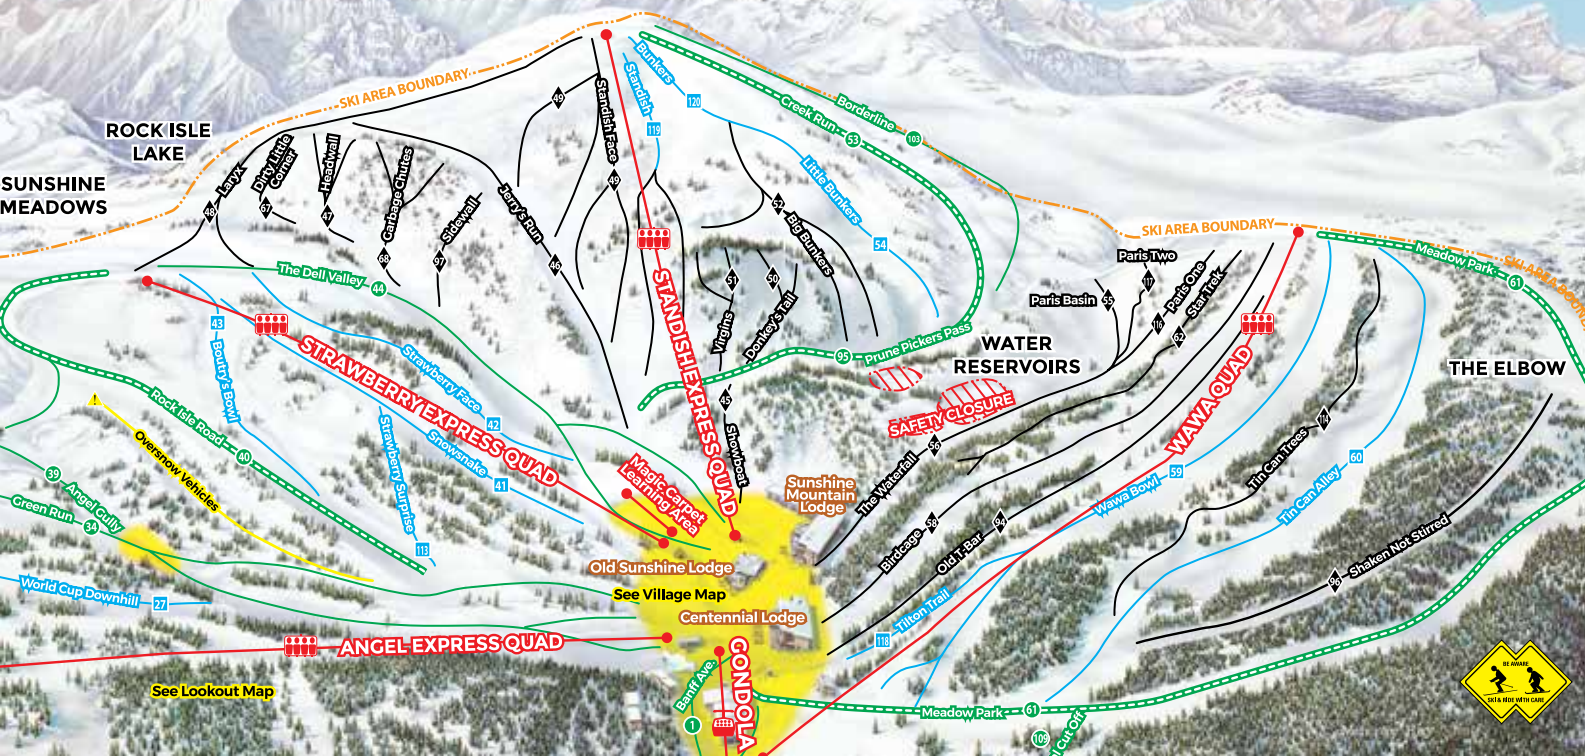 SKI AREA BOUNDARY
ROCK ISLE
LAKE
SUNSHINE
MEADOWS
Laryx
48
Dirty Little
Corner
67
Headwall
47
Garbage Chutes
68
Sidewall
97
Jerry's Run
46
49
Standish Face
49
Standish
119
Bunkers
120
Creek Run
53
Borderline
103
Little Bunkers
54
52
Big Bunkers
51
Virgins
50
Donkey's Tail
95
Prune Pickers Pass
45
Showboat
STANDISH EXPRESS QUAD
The Dell Valley
44
43
Boutry's Bowl
STRAWBERRY EXPRESS QUAD
Strawberry Face
42
Snowsnake
41
Strawberry Surprise
113
Rock Isle Road
40
!
Oversnow Vehicles
39
Angel Gully
Green Run
34
World Cup Downhill
27
ANGEL EXPRESS QUAD
See Lookout Map
Magic Carpet
Learning Area
Old Sunshine Lodge
See Village Map
Centennial Lodge
Sunshine
Mountain
Lodge
Banff Ave.
1
GONDOLA
WATER
RESERVOIRS
SAFETY CLOSURE
Paris Basin
55
Paris Two
117
Paris One
116
Star Trek
62
SKI AREA BOUNDARY
Meadow Park
61
SKI AREA BOUN
THE ELBOW
WAWA QUAD
The Waterfall
56
Birdcage
58
Old T-Bar
94
Wawa Bowl
59
Tilton Trail
118
Tin Can Trees
114
Tin Can Alley
60
Shaken Not Stirred
96
Meadow Park
61
109
l Cut Off
BE AWARE
SKI & RIDE WITH CARE